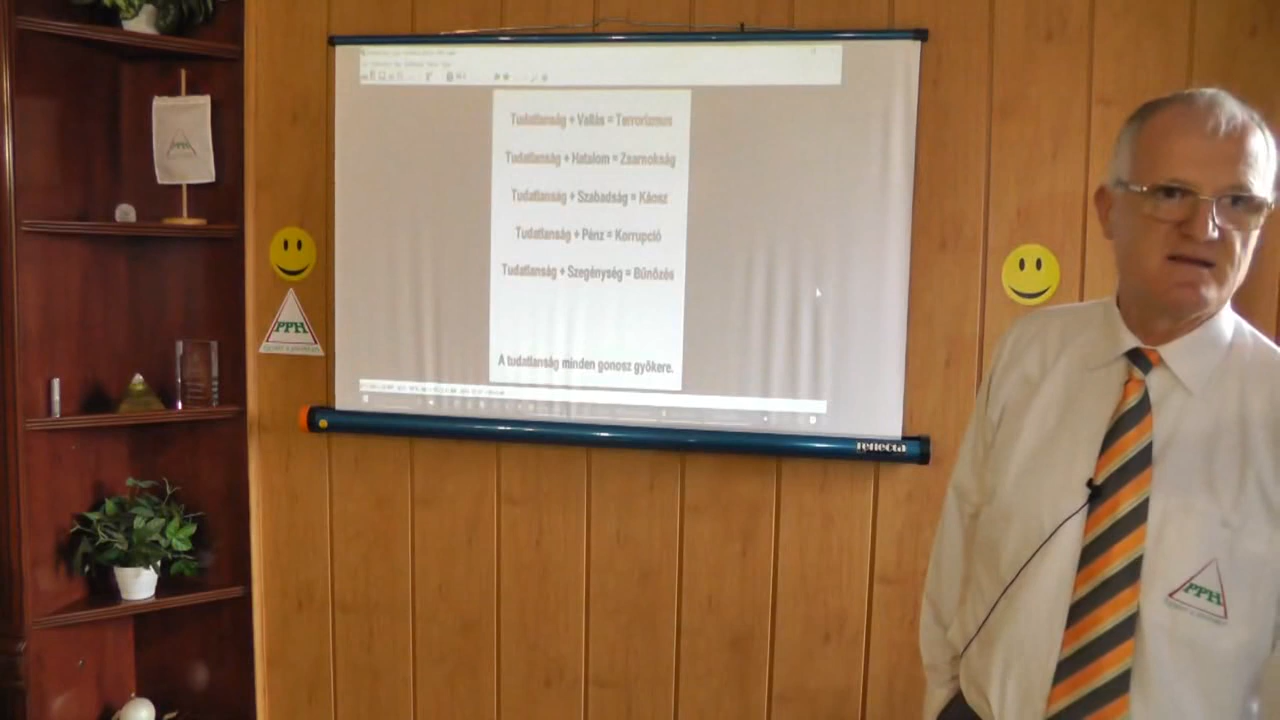 PPH
Tudatlanság + Vallás = Terrorizmus
Tudatlanság + Hatalom = Zsarnokság
Tudatlanság + Szabadság = Káosz
Tudatlanság + Pénz = Korrupció
Tudatlanság + Szegénység = Bűnözés
A tudatlanság minden gonosz gyökere.
PPH
reflecta
PPH